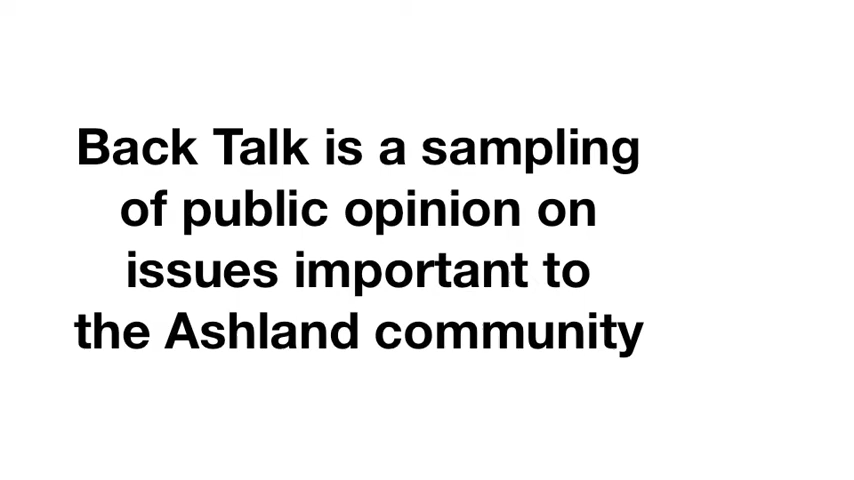 Back Talk is a sampling
of public opinion on
issues important to
the Ashland community